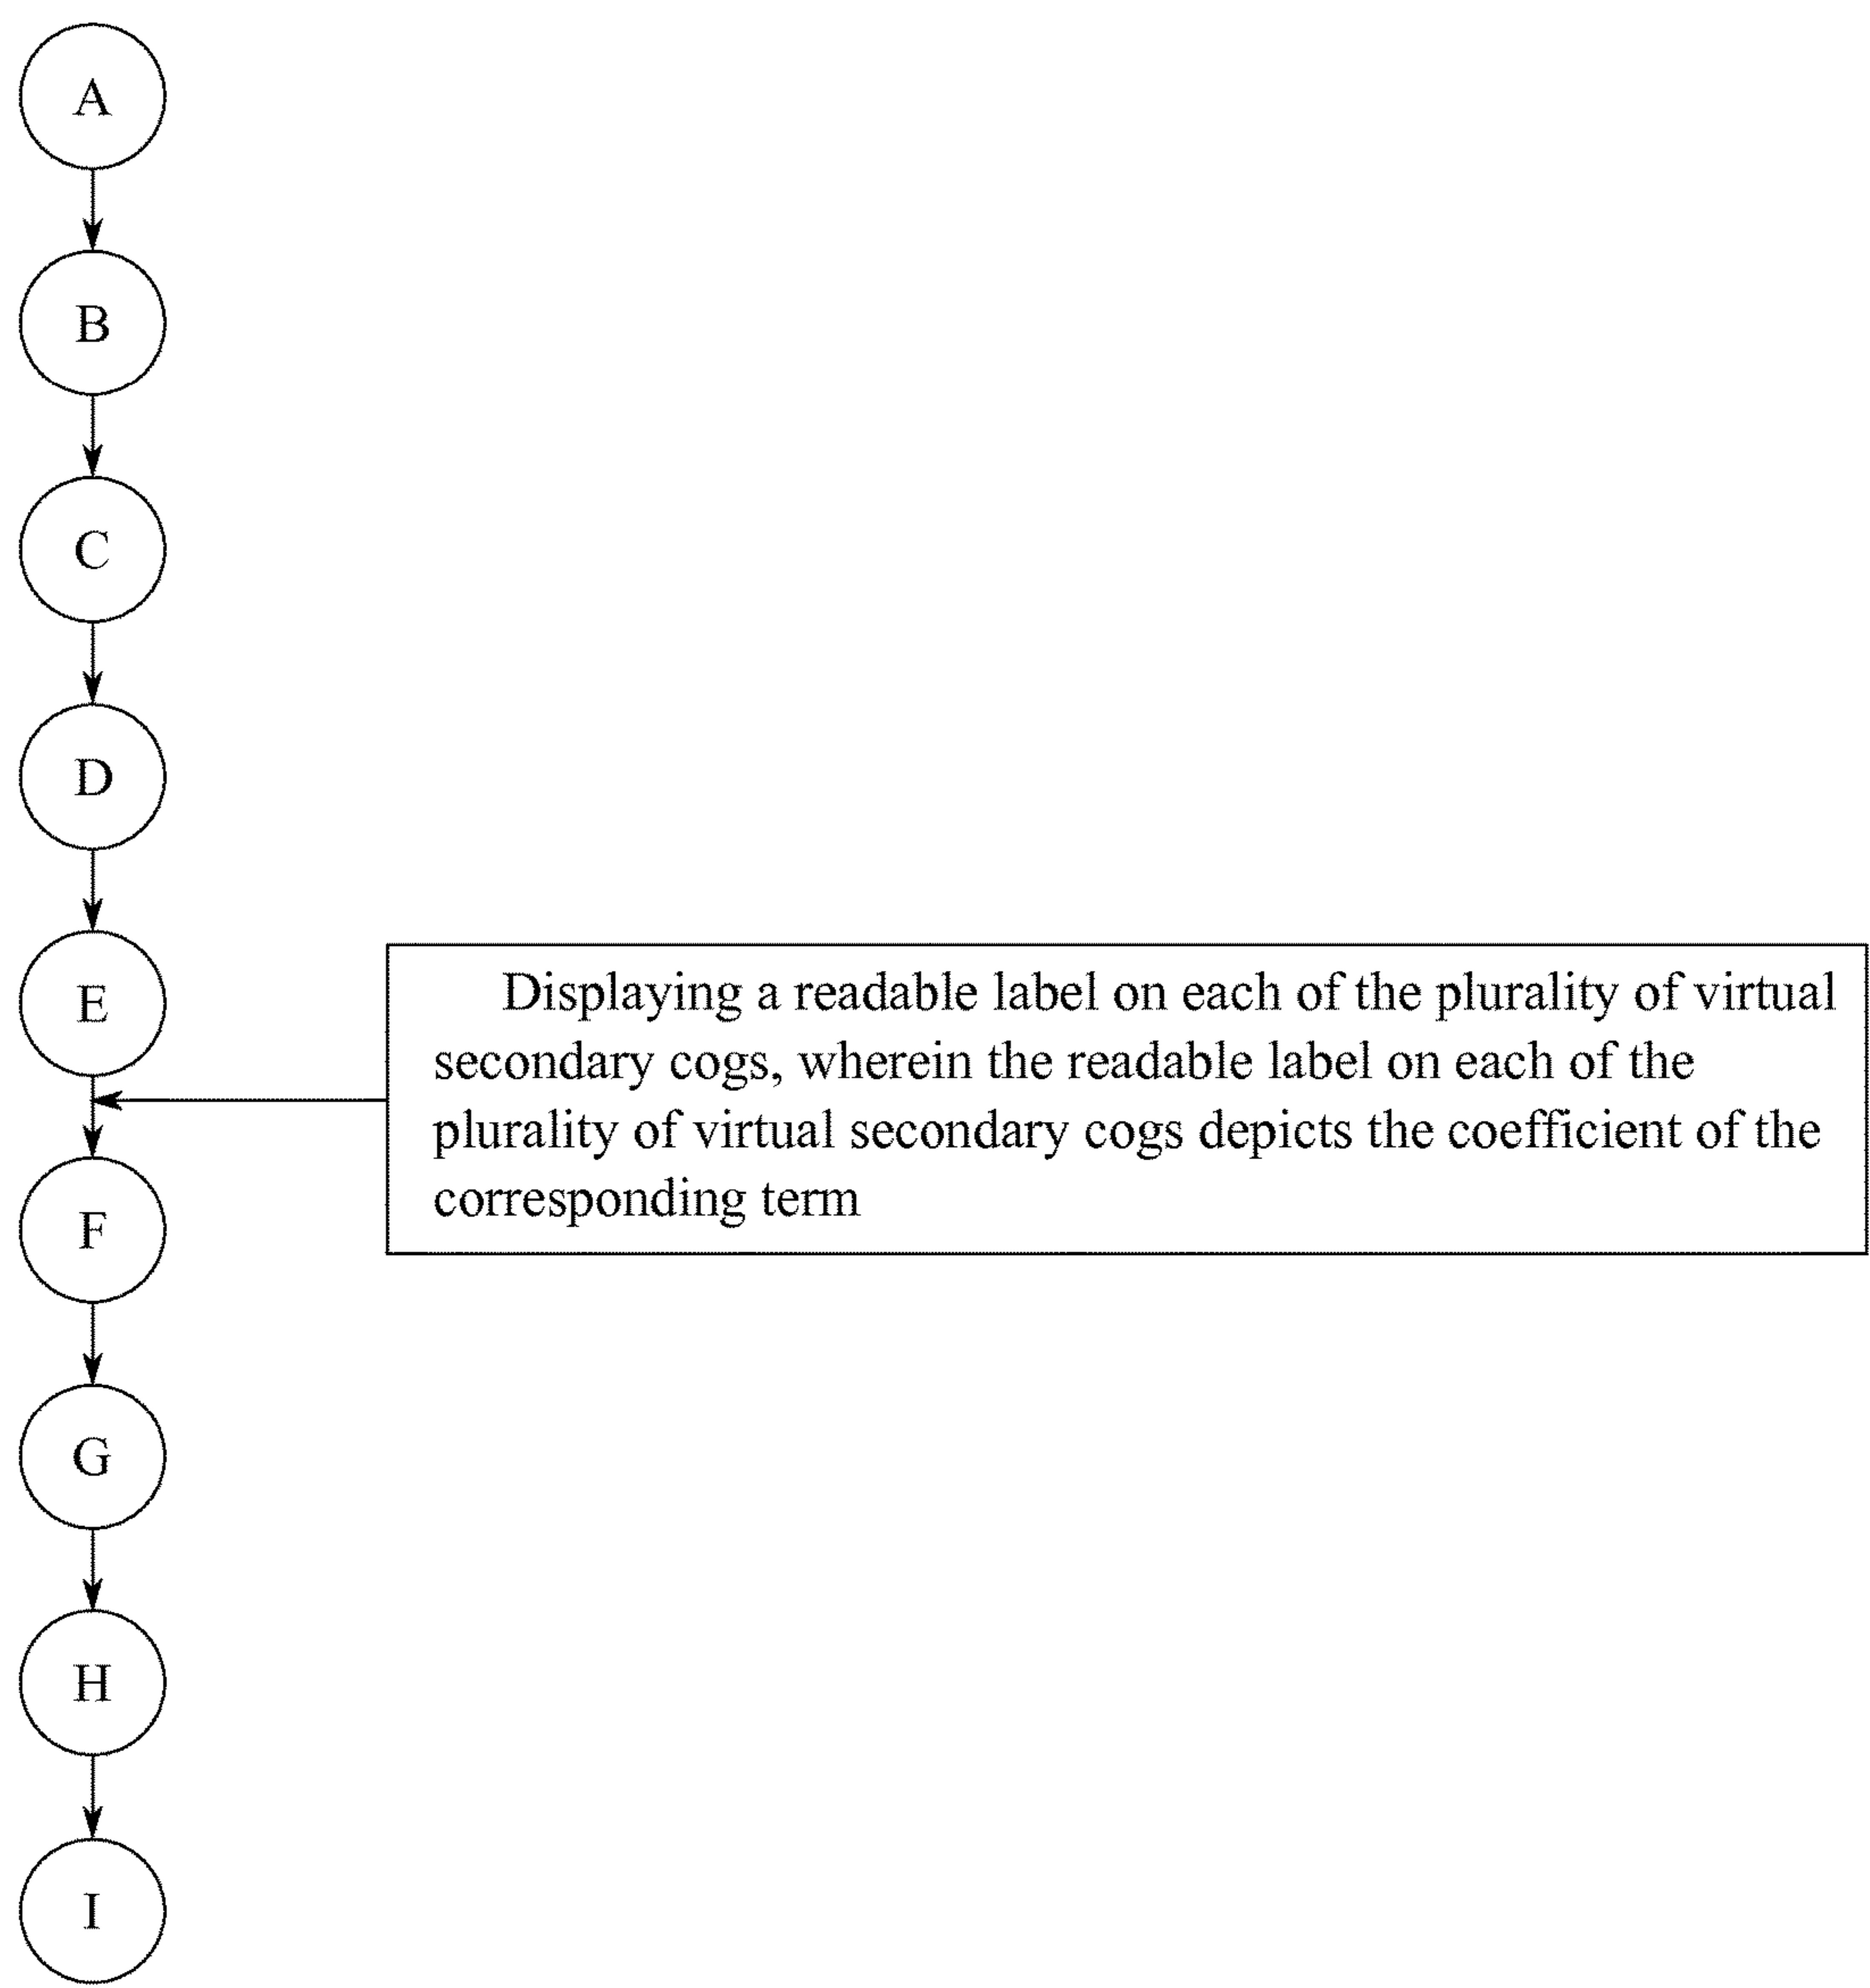 A
B
C
D
E
Displaying a readable label on each of the plurality of virtual
secondary cogs, wherein the readable label on each of the
plurality of virtual secondary cogs depicts the coefficient of the
corresponding term
F
G
H
I